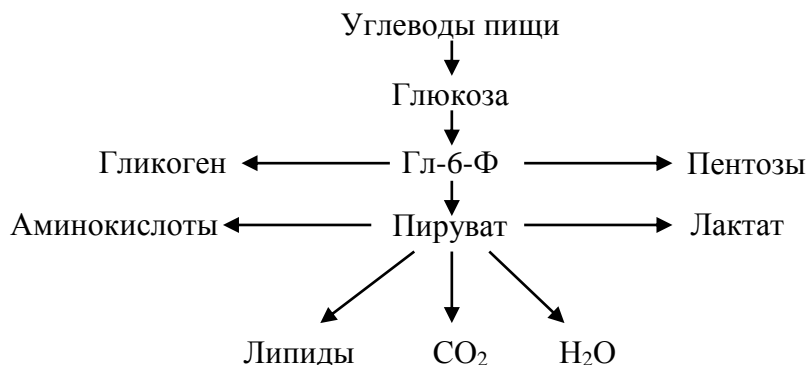 Углеводы пищи
Глюкоза
Гликоген Гл-6-Ф Пентозы
Аминокислоты Пируват Лактат
Липиды CO₂ H₂O